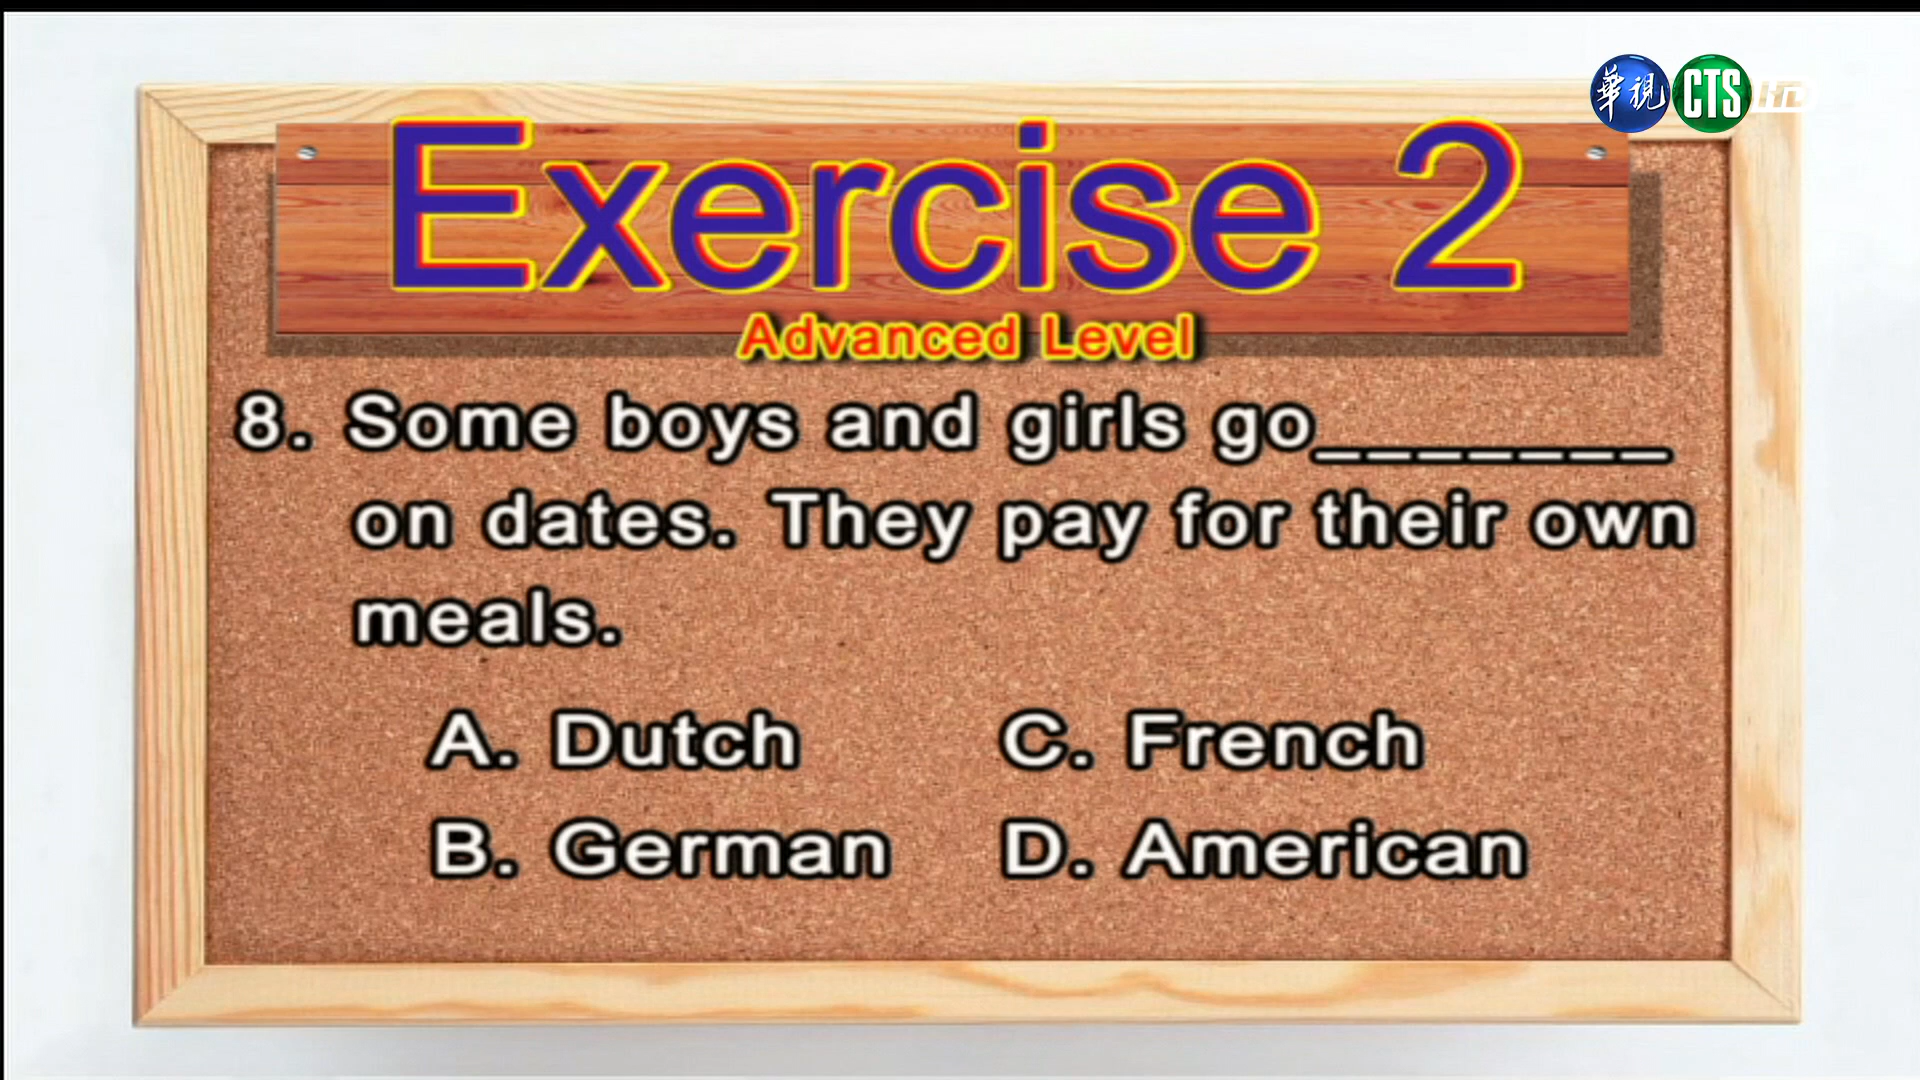 華視 CTS HD
Exercise 2
Advanced Level
8. Some boys and girls go_______
on dates. They pay for their own
meals.
A. Dutch
B. German
C. French
D. American